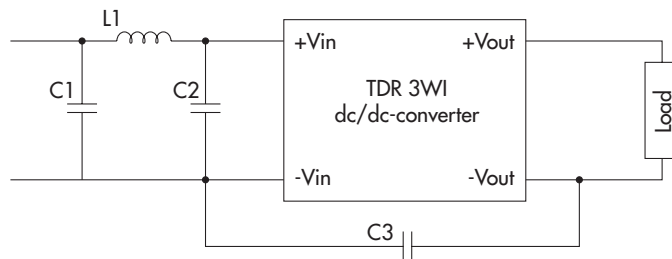 L1
+Vin
+Vout
C1
C2
TDR 3WI
dc/dc-converter
Load
-Vin
-Vout
C3